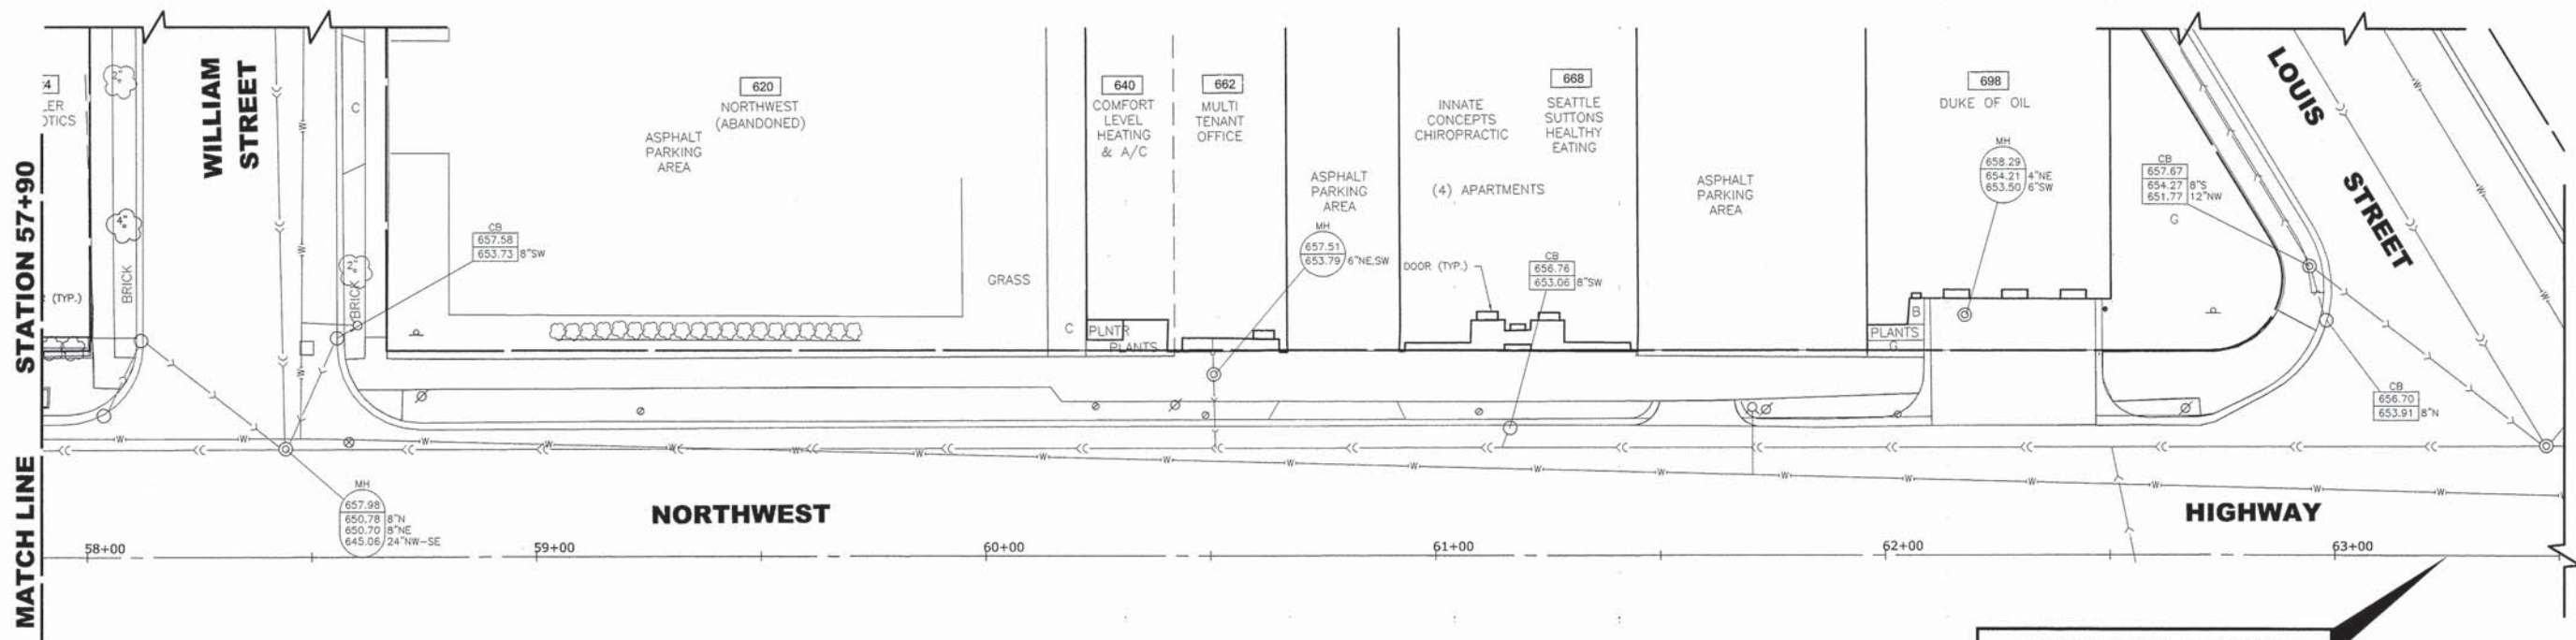 MATCH LINE STATION 57+90
WILLIAM
STREET
2"
4"
BRICK
(TYP.)
C
2"
BRICK
620
NORTHWEST
(ABANDONED)
ASPHALT
PARKING
AREA
CB
657.58
653.73 8"SW
GRASS
C
640
COMFORT
LEVEL
HEATING
& A/C
662
MULTI
TENANT
OFFICE
PLNTR
PLANTS
ASPHALT
PARKING
AREA
MH
657.51
653.79 6"NE,SW
INNATE
CONCEPTS
CHIROPRACTIC
668
SEATTLE
SUTTONS
HEALTHY
EATING
(4) APARTMENTS
DOOR (TYP.)
CB
656.76
653.06 8"SW
ASPHALT
PARKING
AREA
698
DUKE OF OIL
MH
658.29
654.21 4"NE
653.50 6"SW
B
PLANTS
G
CB
657.67
654.27 8"S
651.77 12"NW
G
LOUIS
STREET
CB
656.70
653.91 8"N
MH
657.98
650.78 8"N
650.70 8"NE
645.06 24"NW-SE
NORTHWEST HIGHWAY
58+00 59+00 60+00 61+00 62+00 63+00